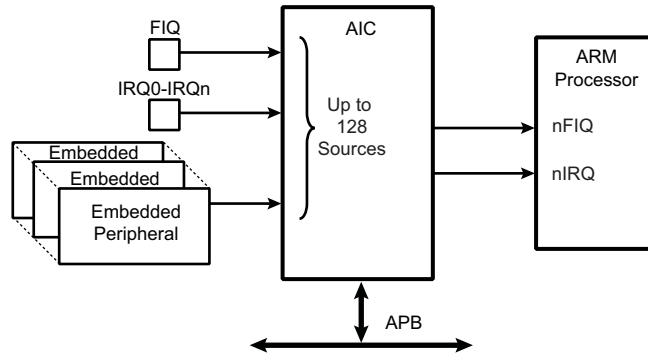 FIQ
IRQ0-IRQn
Embedded
Embedded
Embedded
Peripheral
AIC
Up to
128
Sources
ARM
Processor
nFIQ
nIRQ
APB